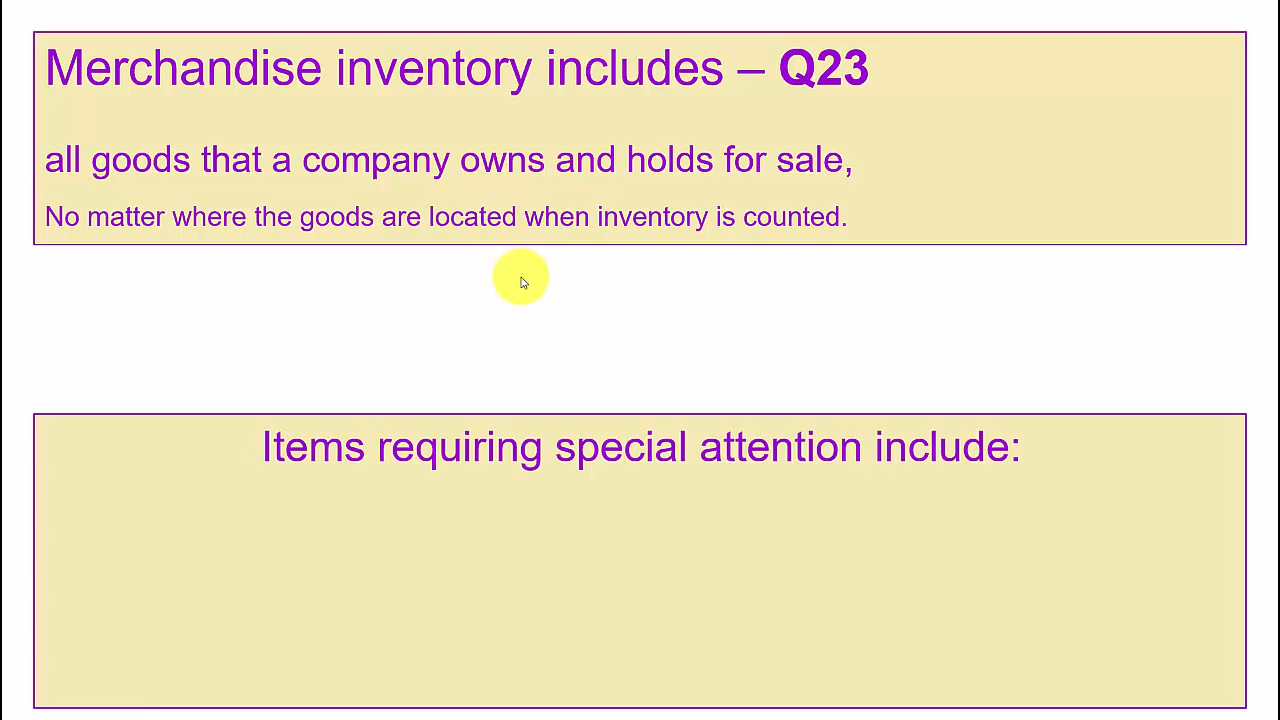 Merchandise inventory includes – Q23
all goods that a company owns and holds for sale,
No matter where the goods are located when inventory is counted.
Items requiring special attention include: